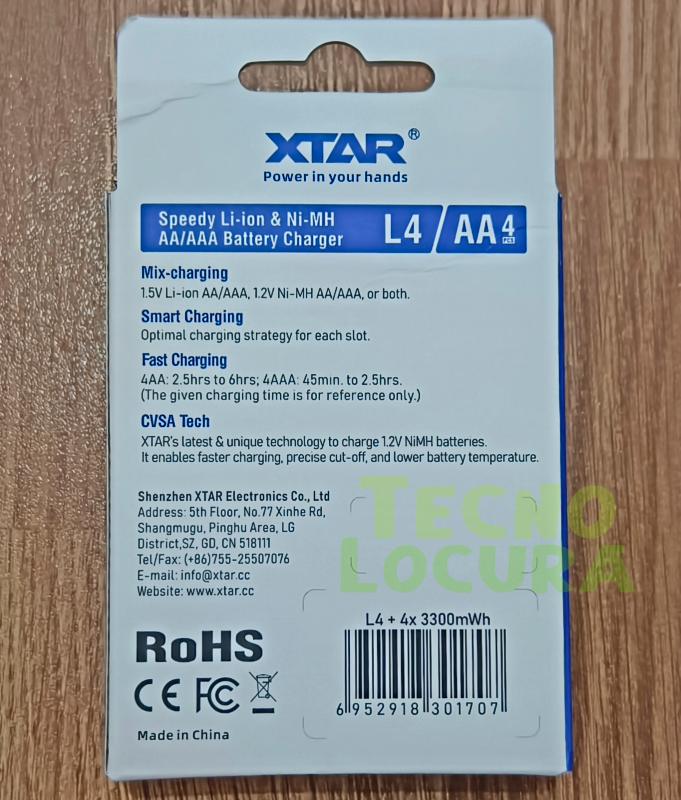 XTAR®
Power in your hands
Speedy Li-ion & Ni-MH
AA/AAA Battery Charger
L4 / AA 4 PCS
Mix-charging
1.5V Li-ion AA/AAA, 1.2V Ni-MH AA/AAA, or both.
Smart Charging
Optimal charging strategy for each slot.
Fast Charging
4AA: 2.5hrs to 6hrs; 4AAA: 45min. to 2.5hrs.
(The given charging time is for reference only.)
CVSA Tech
XTAR's latest & unique technology to charge 1.2V NiMH batteries.
It enables faster charging, precise cut-off, and lower battery temperature.
Shenzhen XTAR Electronics Co., Ltd
Address: 5th Floor, No.77 Xinhe Rd,
Shangmugu, Pinghu Area, LG
District,SZ, GD, CN 518111
Tel/Fax: (+86)755-25507076
E-mail: info@xtar.cc
Website: www.xtar.cc
Tecno
Locura
RoHS
CE FC
L4 + 4x 3300mWh
6 952918 301707
Made in China